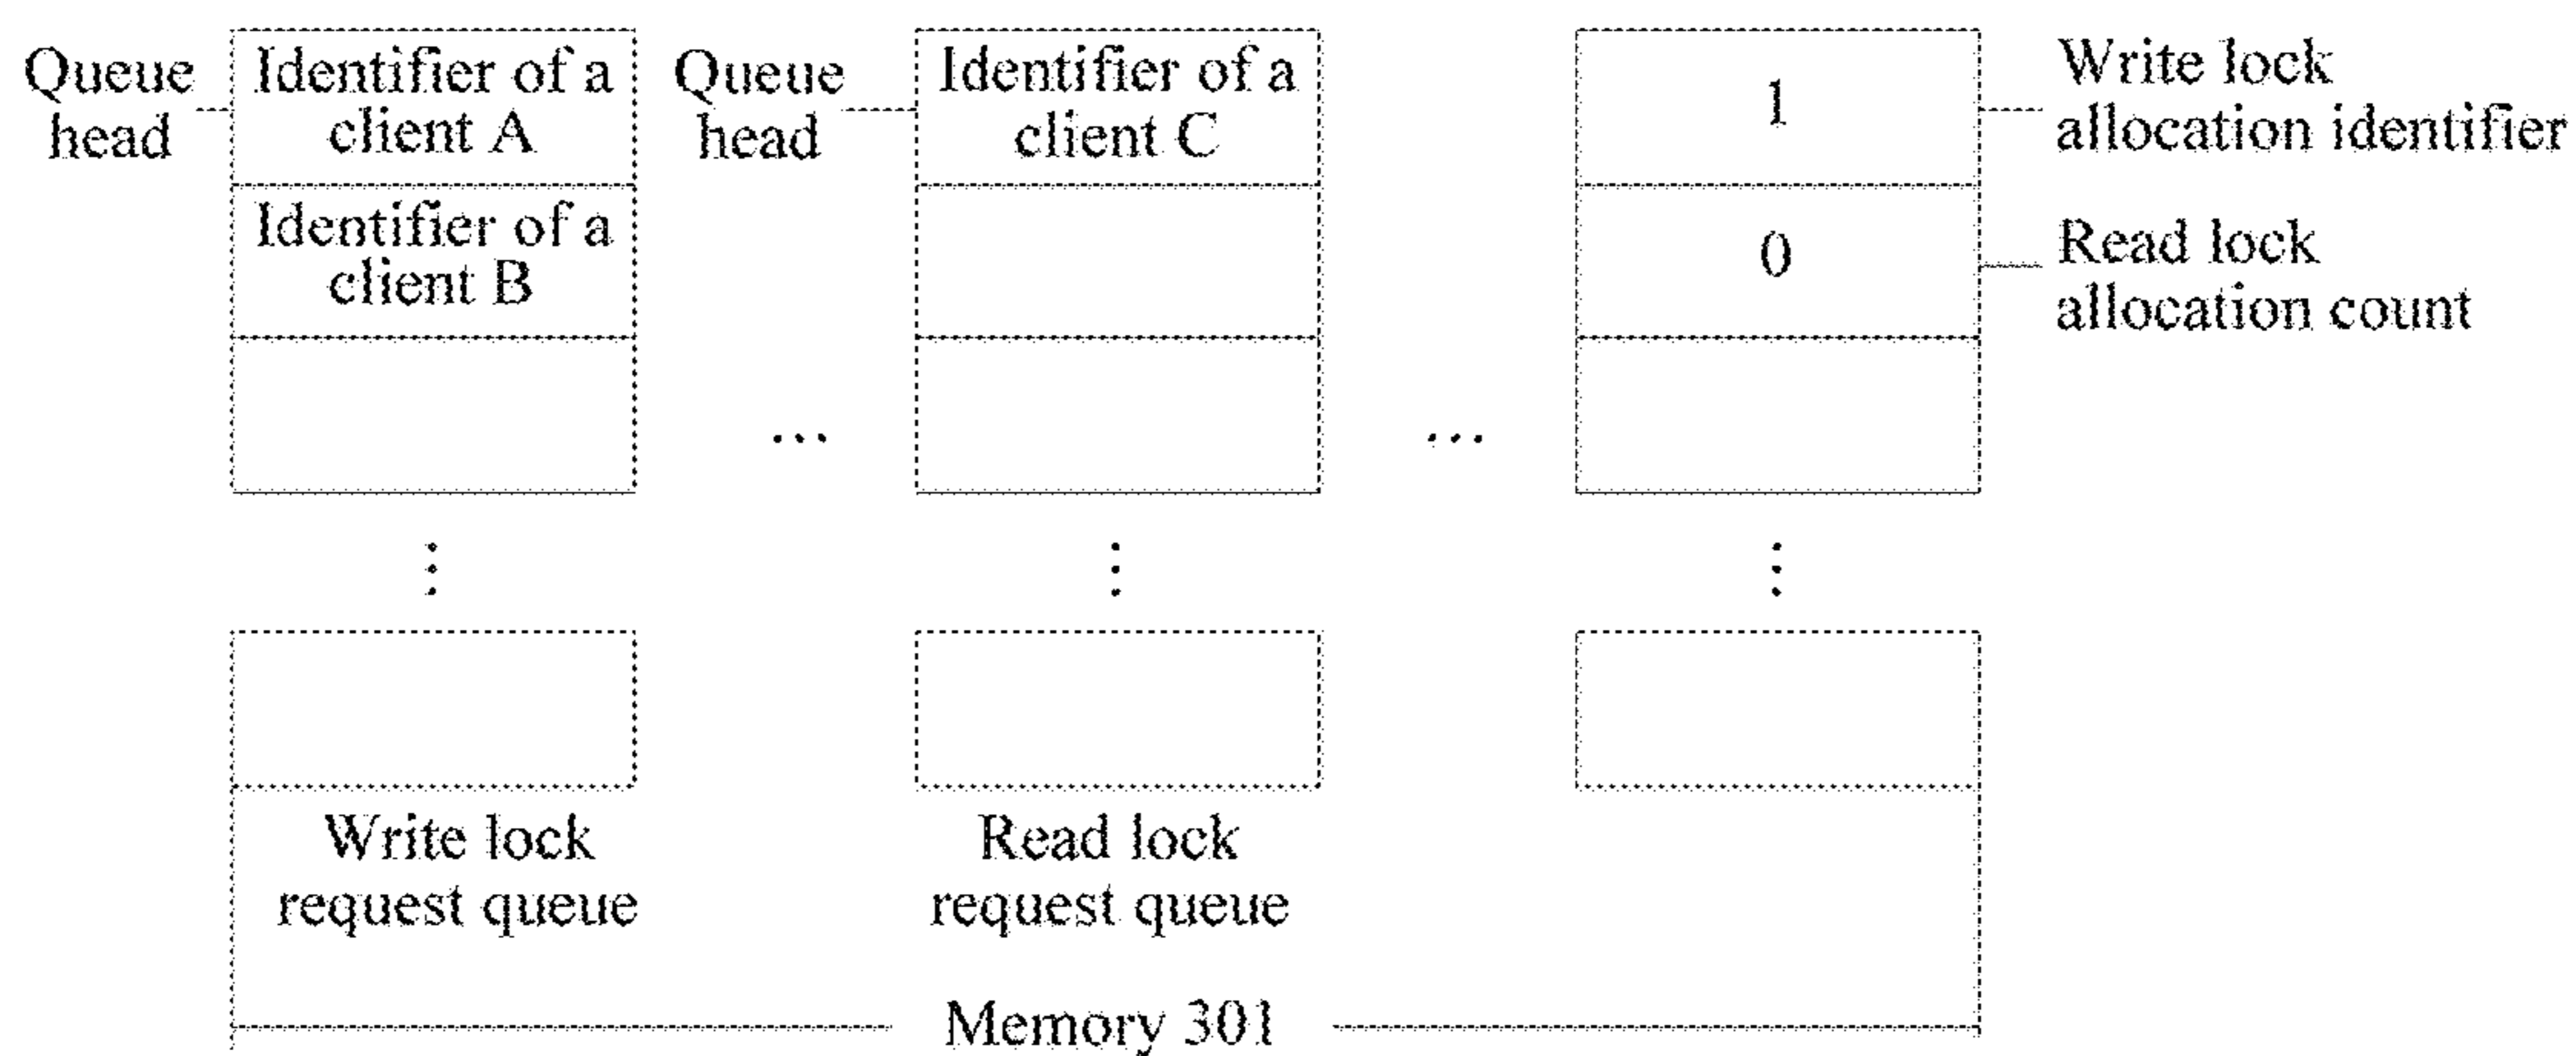 Queue
head
Identifier of a
client A
Identifier of a
client B
Queue
head
Identifier of a
client C
1
0
Write lock
allocation identifier
Read lock
allocation count
...
...
Write lock
request queue
Read lock
request queue
Memory 301